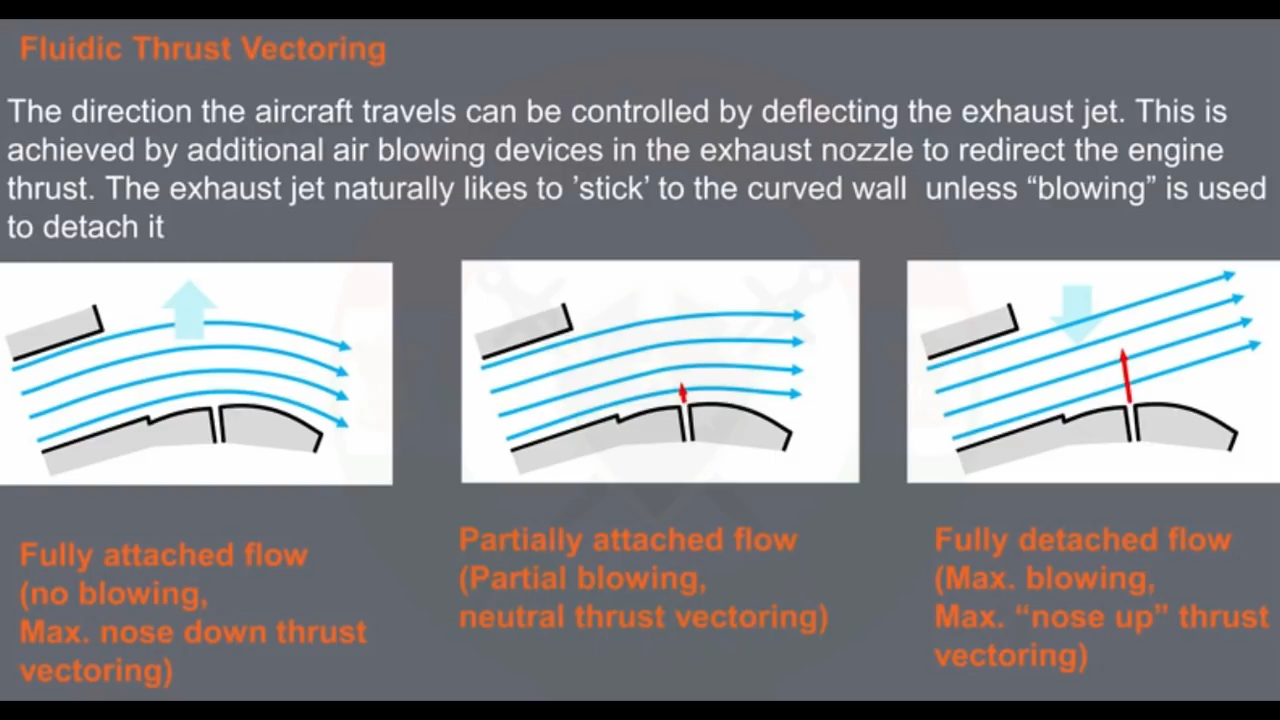 Fluidic Thrust Vectoring
The direction the aircraft travels can be controlled by deflecting the exhaust jet. This is
achieved by additional air blowing devices in the exhaust nozzle to redirect the engine
thrust. The exhaust jet naturally likes to ’stick’ to the curved wall unless “blowing” is used
to detach it
Fully attached flow
(no blowing,
Max. nose down thrust
vectoring)
Partially attached flow
(Partial blowing,
neutral thrust vectoring)
Fully detached flow
(Max. blowing,
Max. “nose up” thrust
vectoring)